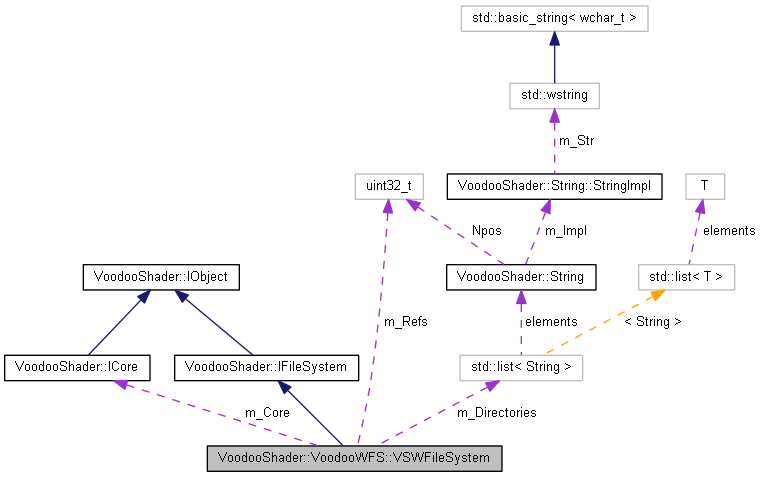 std::basic_string< wchar_t >
std::wstring
m_Str
uint32_t
VoodooShader::String::StringImpl
T
Npos
m_Impl
elements
VoodooShader::IObject
VoodooShader::String
std::list< T >
m_Refs
elements
< String >
VoodooShader::ICore
VoodooShader::IFileSystem
std::list< String >
m_Core
m_Directories
VoodooShader::VoodooWFS::VSWFileSystem